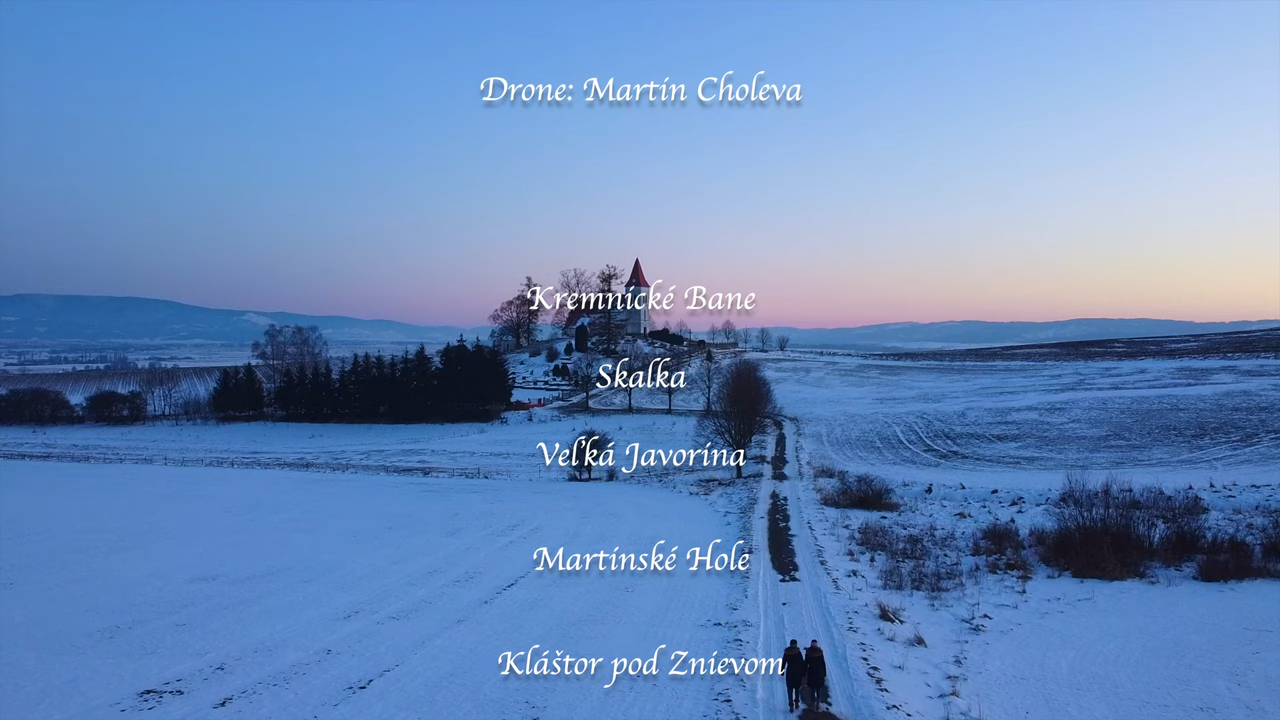 Drone: Martin Choleva
Kremnické Bane
Skalka
Veľká Javorina
Martinské Hole
Kláštor pod Znievom